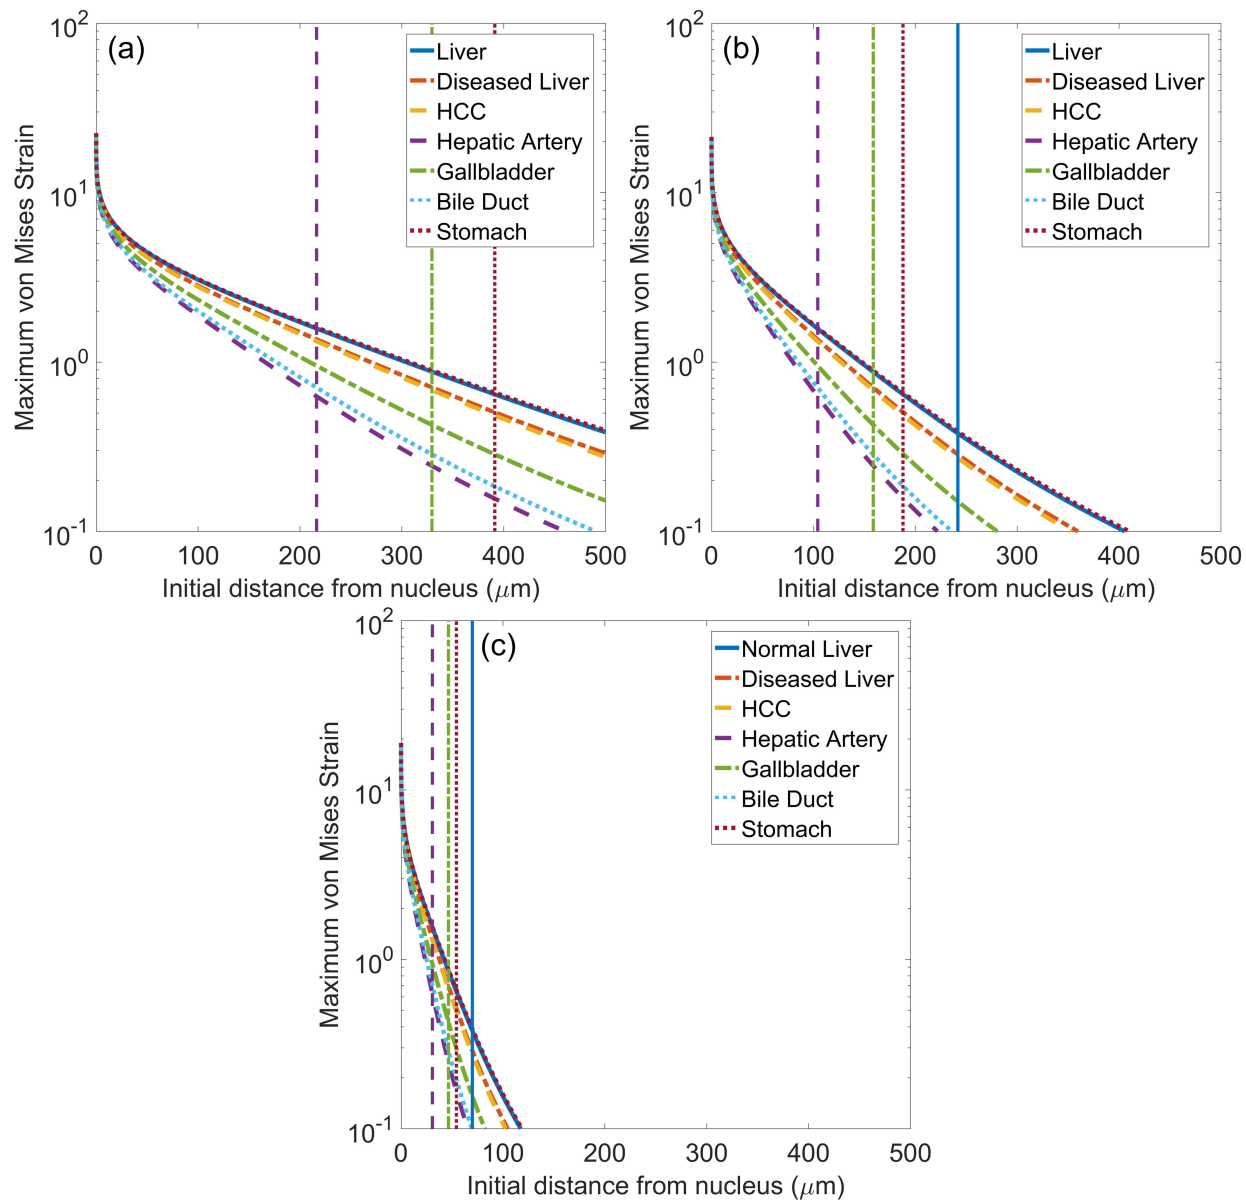 (a)
10^2
10^1
10^0
10^-1
Maximum von Mises Strain
Liver
Diseased Liver
HCC
Hepatic Artery
Gallbladder
Bile Duct
Stomach
0 100 200 300 400 500
Initial distance from nucleus (μm)
(b)
10^2
10^1
10^0
10^-1
Maximum von Mises Strain
Liver
Diseased Liver
HCC
Hepatic Artery
Gallbladder
Bile Duct
Stomach
0 100 200 300 400 500
Initial distance from nucleus (μm)
(c)
10^2
10^1
10^0
10^-1
Maximum von Mises Strain
Normal Liver
Diseased Liver
HCC
Hepatic Artery
Gallbladder
Bile Duct
Stomach
0 100 200 300 400 500
Initial distance from nucleus (μm)